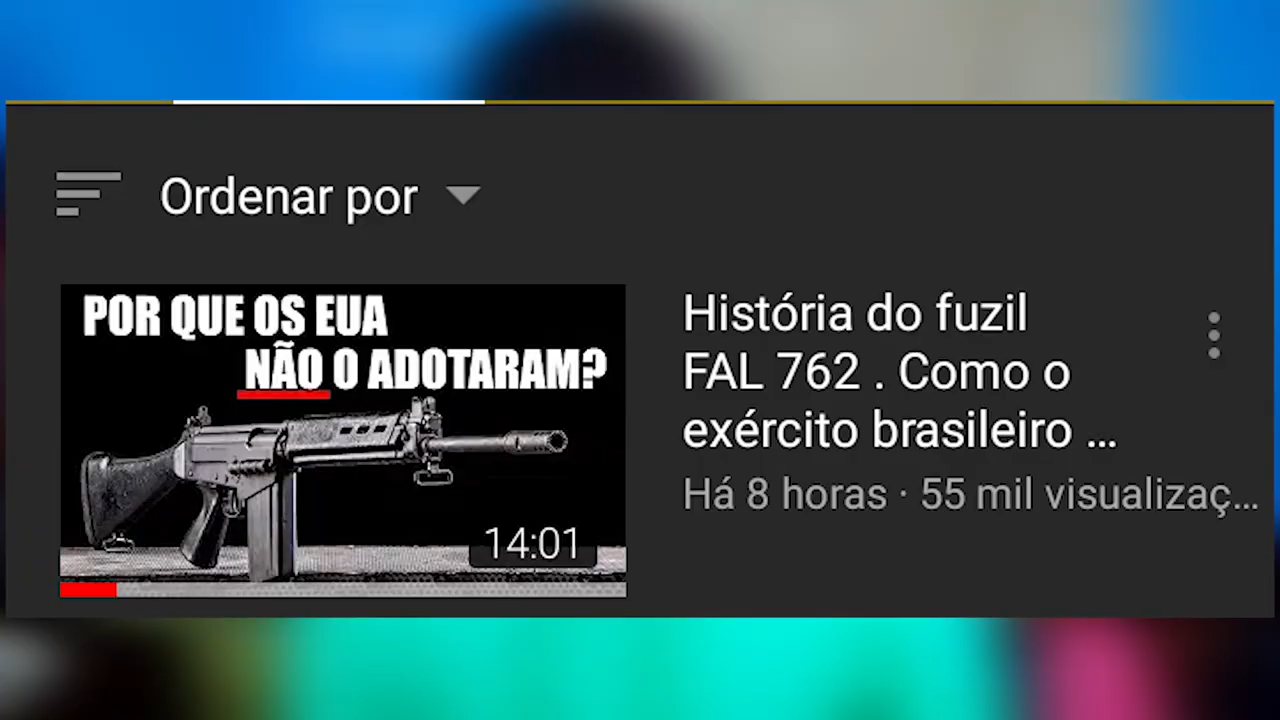 Ordenar por
POR QUE OS EUA
NÃO O ADOTARAM?
14:01
História do fuzil
FAL 762 . Como o
exército brasileiro ...
Há 8 horas · 55 mil visualizaç...